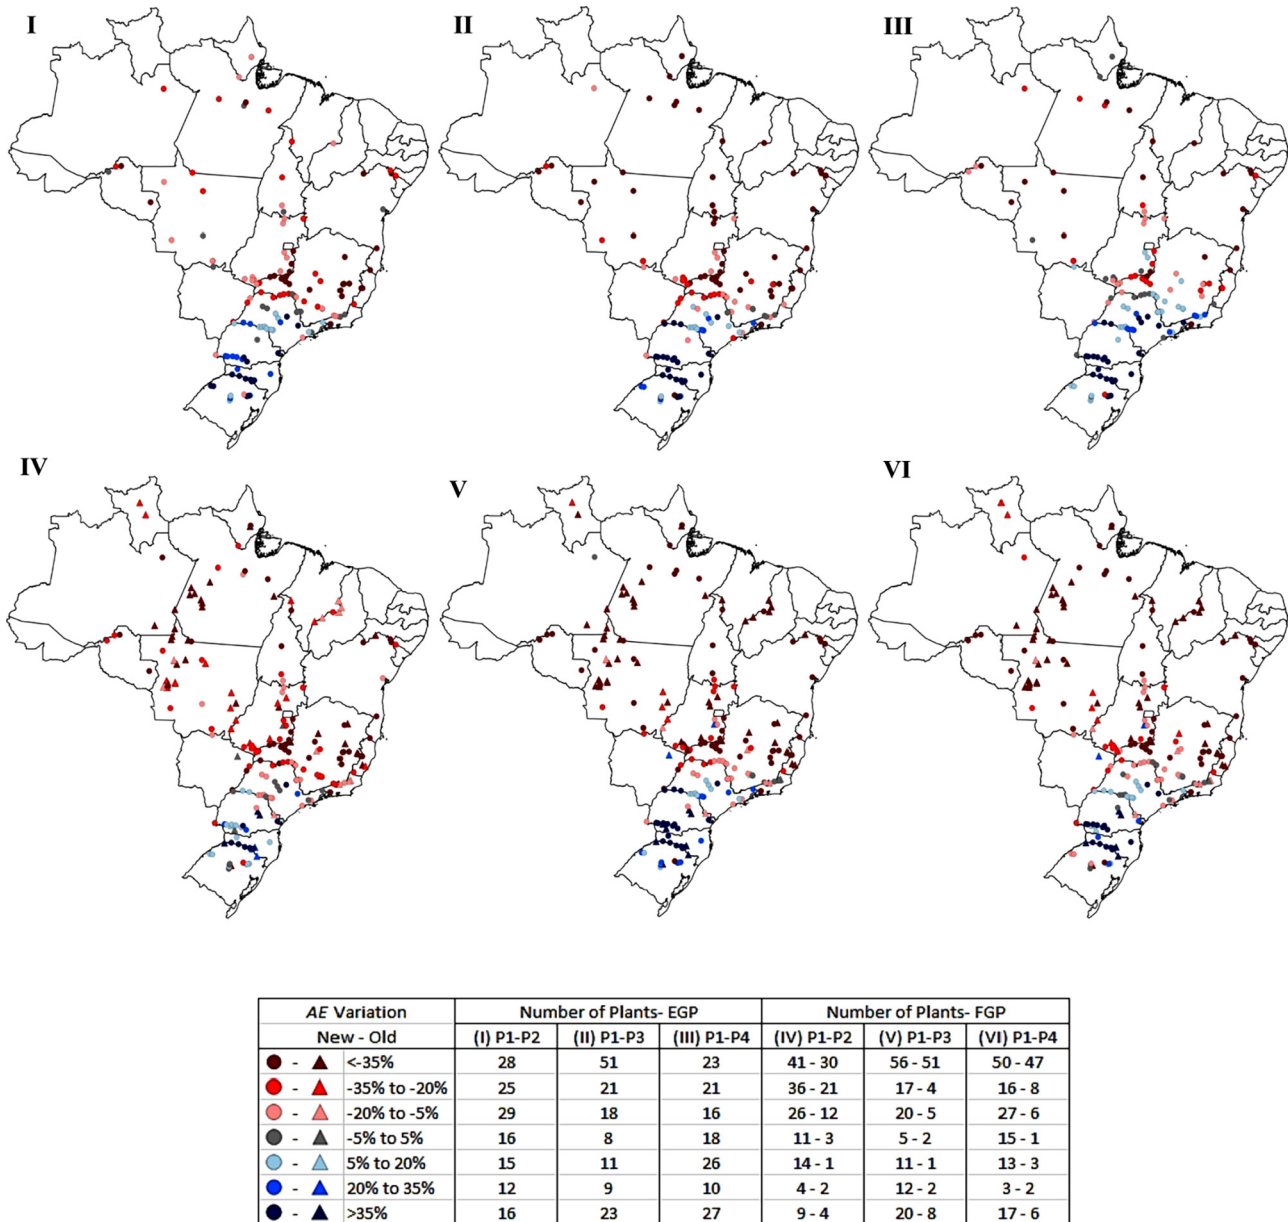 I
II
III
IV
V
VI
AE Variation Number of Plants- EGP Number of Plants- FGP
New - Old (I) P1-P2 (II) P1-P3 (III) P1-P4 (IV) P1-P2 (V) P1-P3 (VI) P1-P4
- <-35% 28 51 23 41 - 30 56 - 51 50 - 47
- -35% to -20% 25 21 21 36 - 21 17 - 4 16 - 8
- -20% to -5% 29 18 16 26 - 12 20 - 5 27 - 6
- -5% to 5% 16 8 18 11 - 3 5 - 2 15 - 1
- 5% to 20% 15 11 26 14 - 1 11 - 1 13 - 3
- 20% to 35% 12 9 10 4 - 2 12 - 2 3 - 2
- >35% 16 23 27 9 - 4 20 - 8 17 - 6